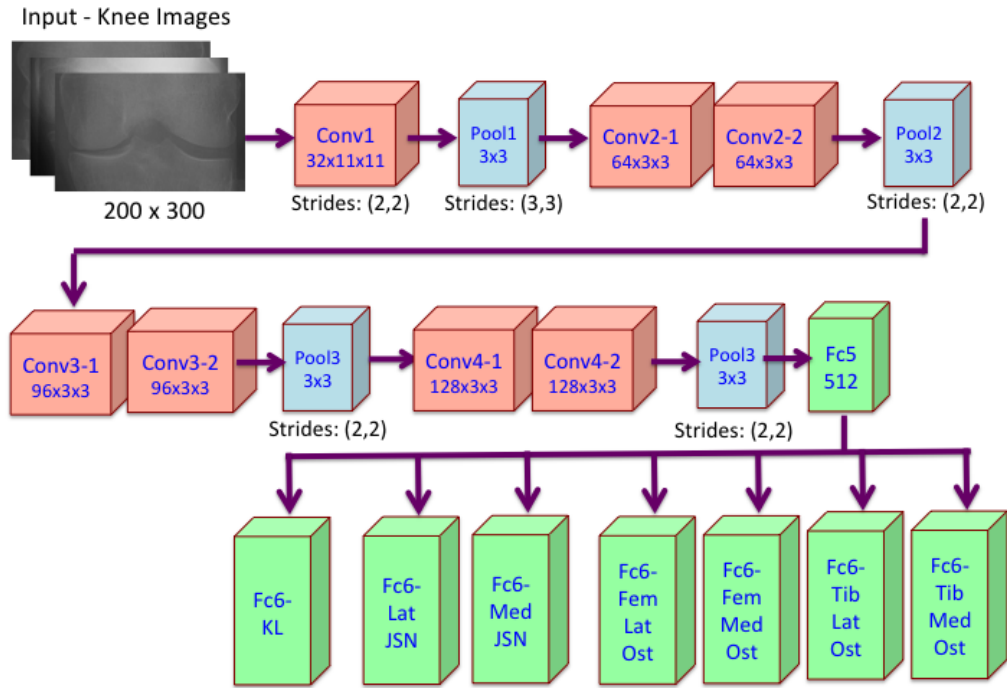 Input - Knee Images
200 x 300
Conv1
32x11x11
Strides: (2,2)
Pool1
3x3
Strides: (3,3)
Conv2-1
64x3x3
Conv2-2
64x3x3
Pool2
3x3
Strides: (2,2)
Conv3-1
96x3x3
Conv3-2
96x3x3
Pool3
3x3
Strides: (2,2)
Conv4-1
128x3x3
Conv4-2
128x3x3
Pool3
3x3
Strides: (2,2)
Fc5
512
Fc6-
KL
Fc6-
Lat
JSN
Fc6-
Med
JSN
Fc6-
Fem
Lat
Ost
Fc6-
Fem
Med
Ost
Fc6-
Tib
Lat
Ost
Fc6-
Tib
Med
Ost